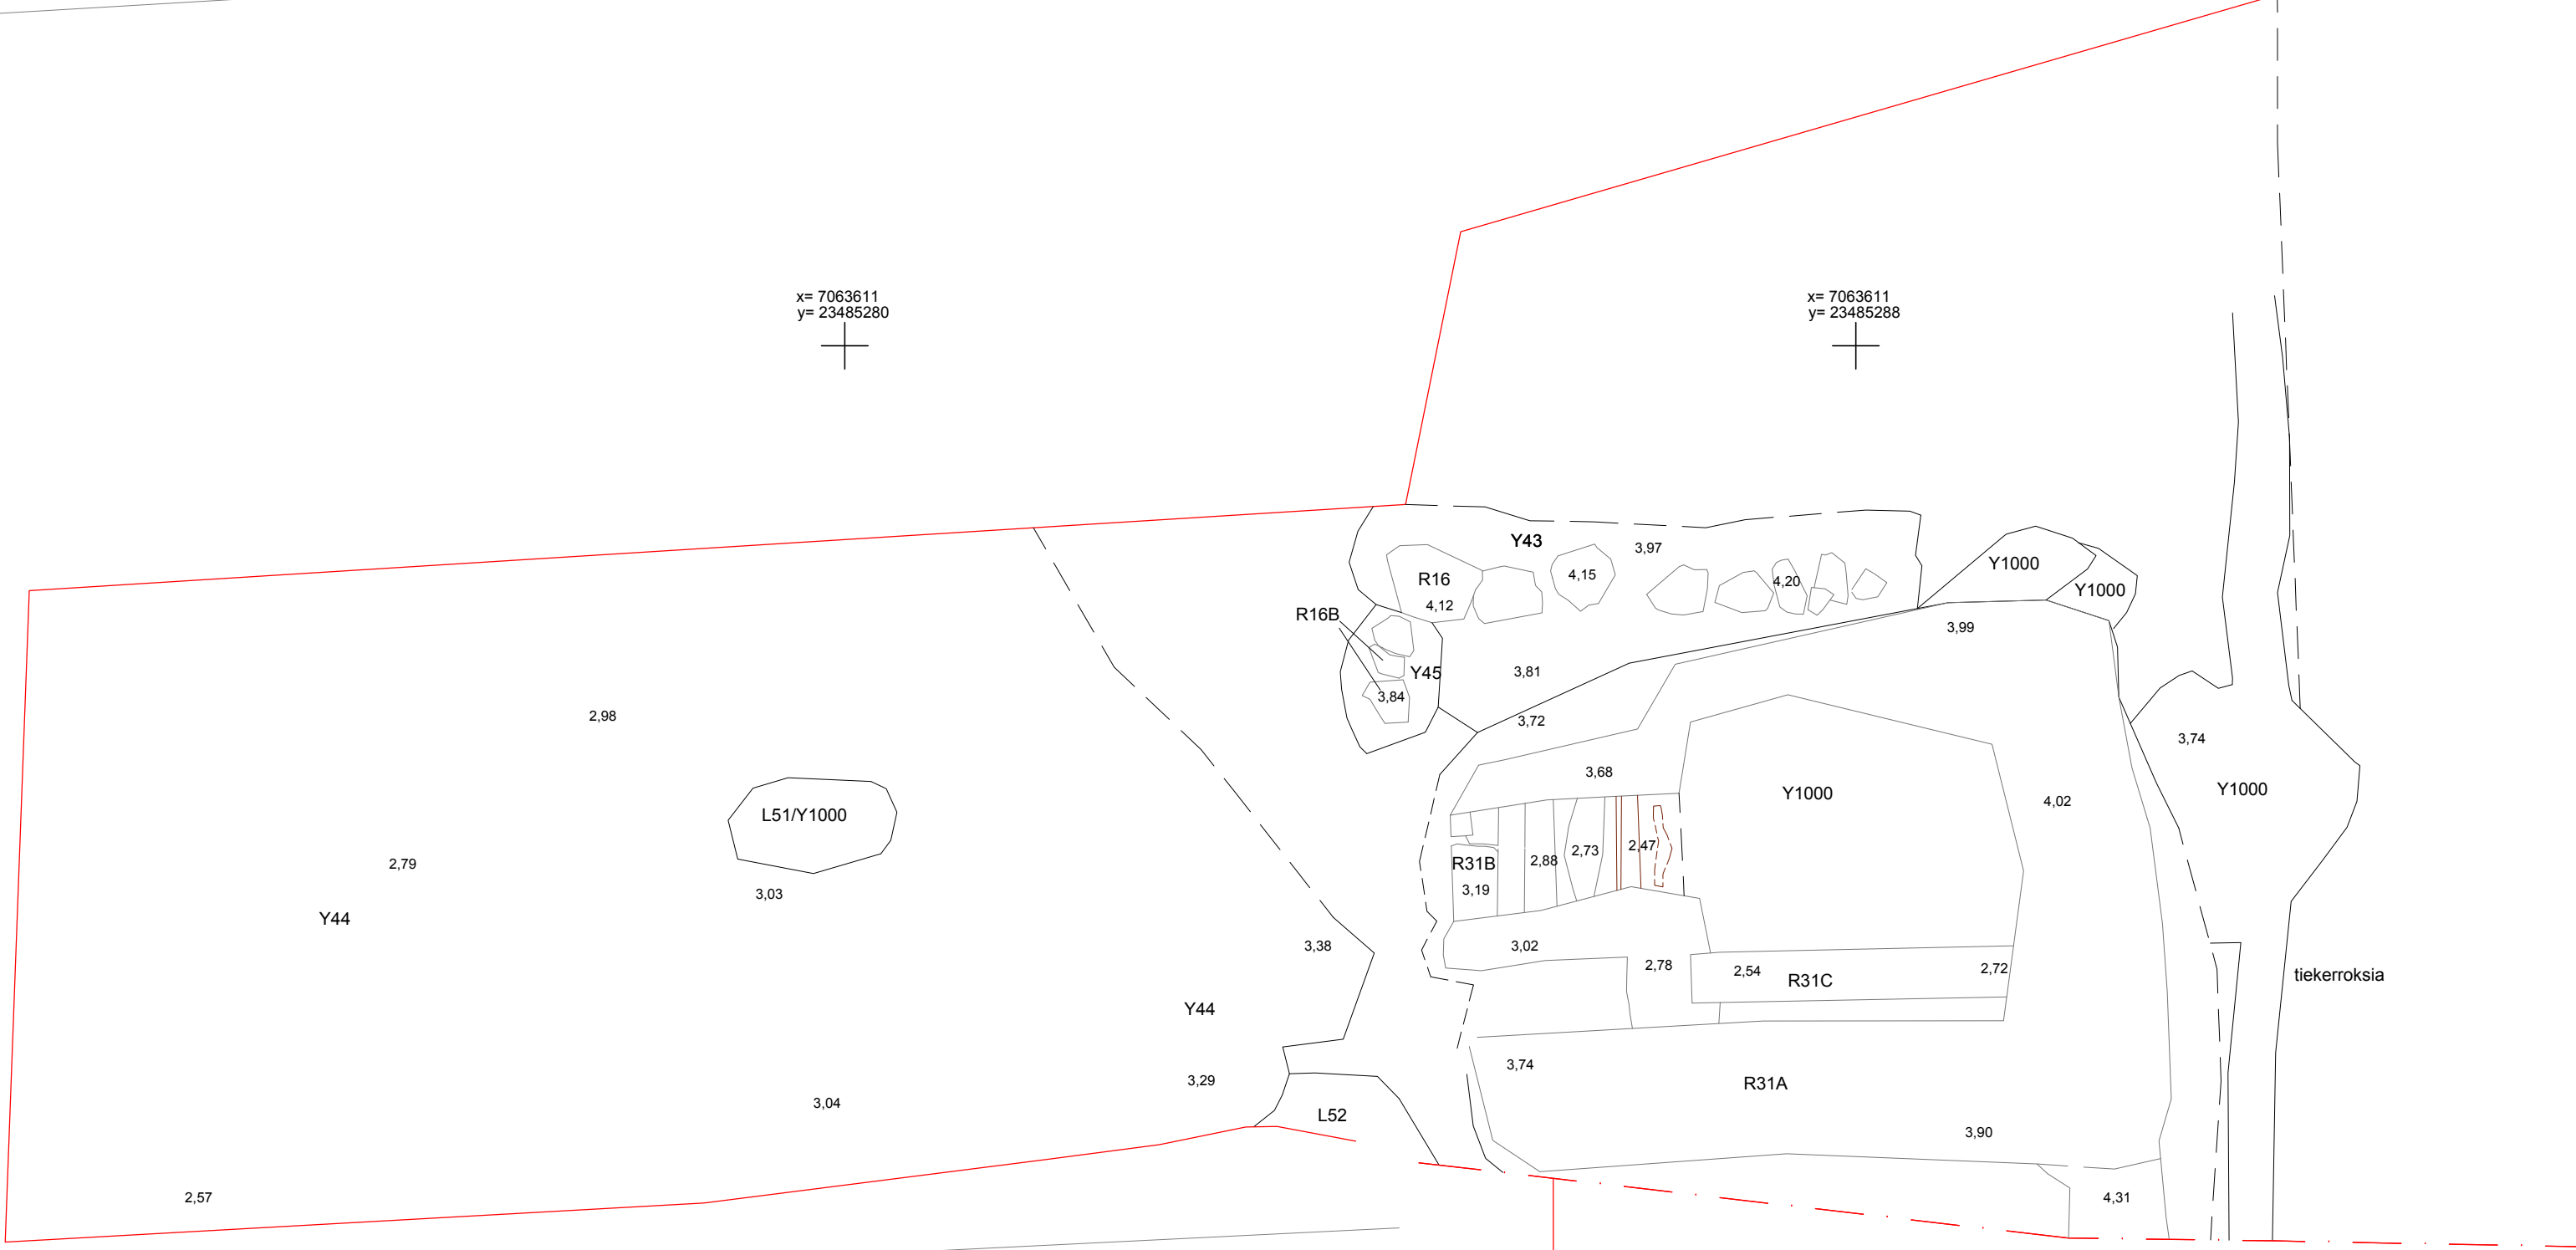 x= 7063611
y= 23485280
x= 7063611
y= 23485288
Y43
3,97
Y1000
R16
4,15
4,20
Y1000
4,12
R16B
3,99
3,81
Y45
3,84
2,98
3,72
3,74
3,68
Y1000
Y1000
4,02
L51/Y1000
2,79
R31B
2,88
2,73
2,47
3,03
3,19
Y44
3,38
3,02
2,78
2,54
2,72
R31C
tiekerroksia
Y44
3,74
3,29
R31A
3,04
L52
3,90
2,57
4,31